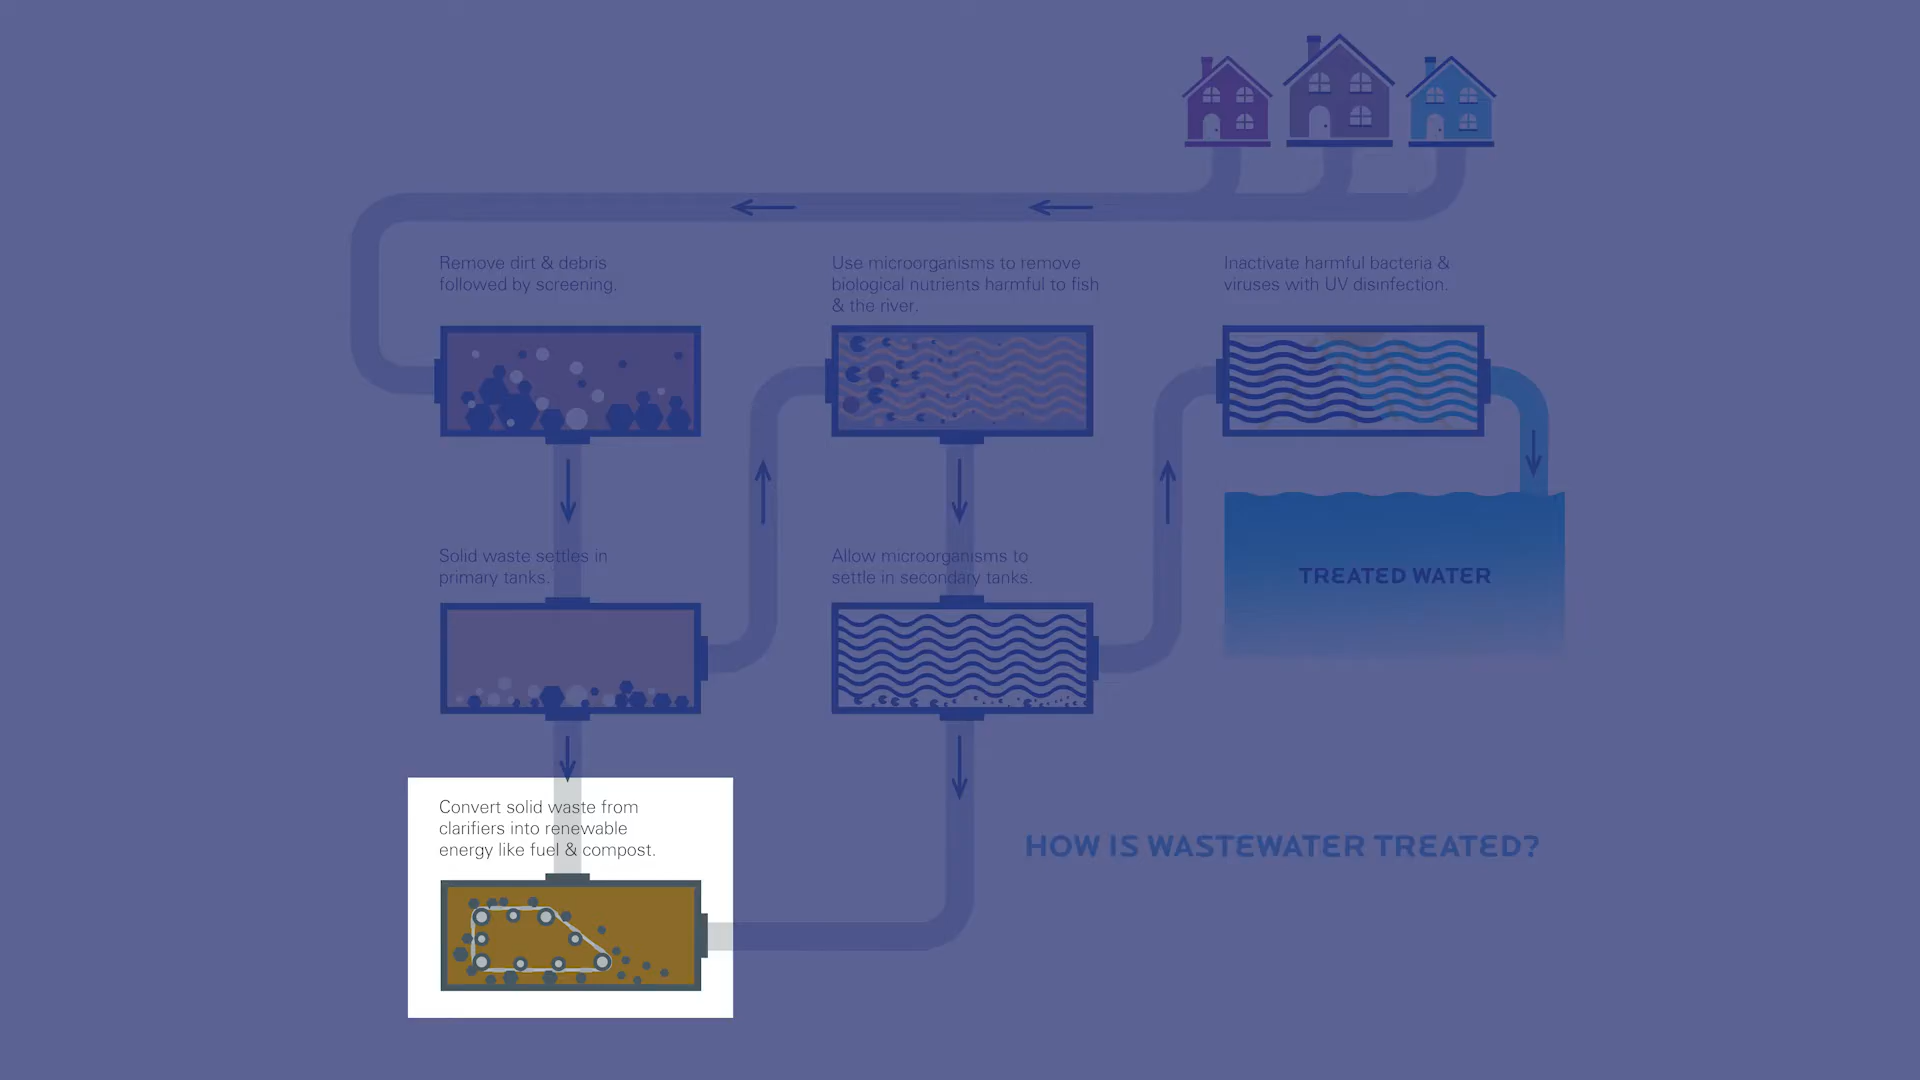 Remove dirt & debris
followed by screening.
Use microorganisms to remove
biological nutrients harmful to fish
& the river.
Inactivate harmful bacteria &
viruses with UV disinfection.
Solid waste settles in
primary tanks.
Allow microorganisms to
settle in secondary tanks.
TREATED WATER
Convert solid waste from
clarifiers into renewable
energy like fuel & compost.
HOW IS WASTEWATER TREATED?